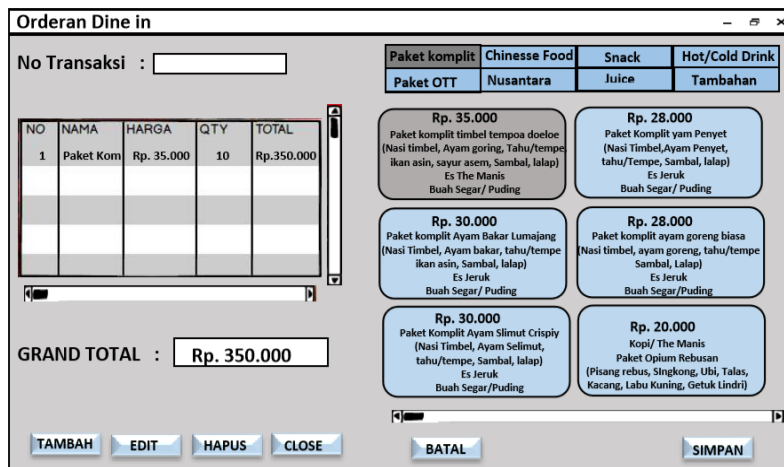 Orderan Dine in
No Transaksi :
NO NAMA HARGA QTY TOTAL
1 Paket Kom Rp. 35.000 10 Rp.350.000
GRAND TOTAL : Rp. 350.000
TAMBAH EDIT HAPUS CLOSE
Paket komplit Chinesse Food Snack Hot/Cold Drink
Paket OTT Nusantara Juice Tambahan
Rp. 35.000
Paket komplit timbel tempoa doeloe
(Nasi timbel, Ayam goring, Tahu/tempe,
ikan asin, sayur asem, Sambal, lalap)
Es The Manis
Buah Segar/ Puding
Rp. 28.000
Paket Komplit yam Penyet
(Nasi Timbel,Ayam Penyet,
tahu/Tempe, Sambal, lalap)
Es Jeruk
Buah Segar/ Puding
Rp. 30.000
Paket komplit Ayam Bakar Lumajang
(Nasi Timbel, Ayam bakar, tahu/tempe
ikan asin, Sambal, lalap)
Es Jeruk
Buah Segar/ Puding
Rp. 28.000
Paket komplit ayam goreng biasa
(Nasi timbel, ayam goreng, tahu/tempe
Sambal, Lalap)
Es Jeruk
Buah Segar/Puding
Rp. 30.000
Paket Komplit Ayam Slimut Crispiy
(Nasi Timbel, Ayam Selimut,
tahu/tempe, Sambal, lalap)
Es Jeruk
Buah Segar/Puding
Rp. 20.000
Kopi/ The Manis
Paket Opium Rebusan
(Pisang rebus, SIngkong, Ubi, Talas,
Kacang, Labu Kuning, Getuk Lindri)
BATAL SIMPAN